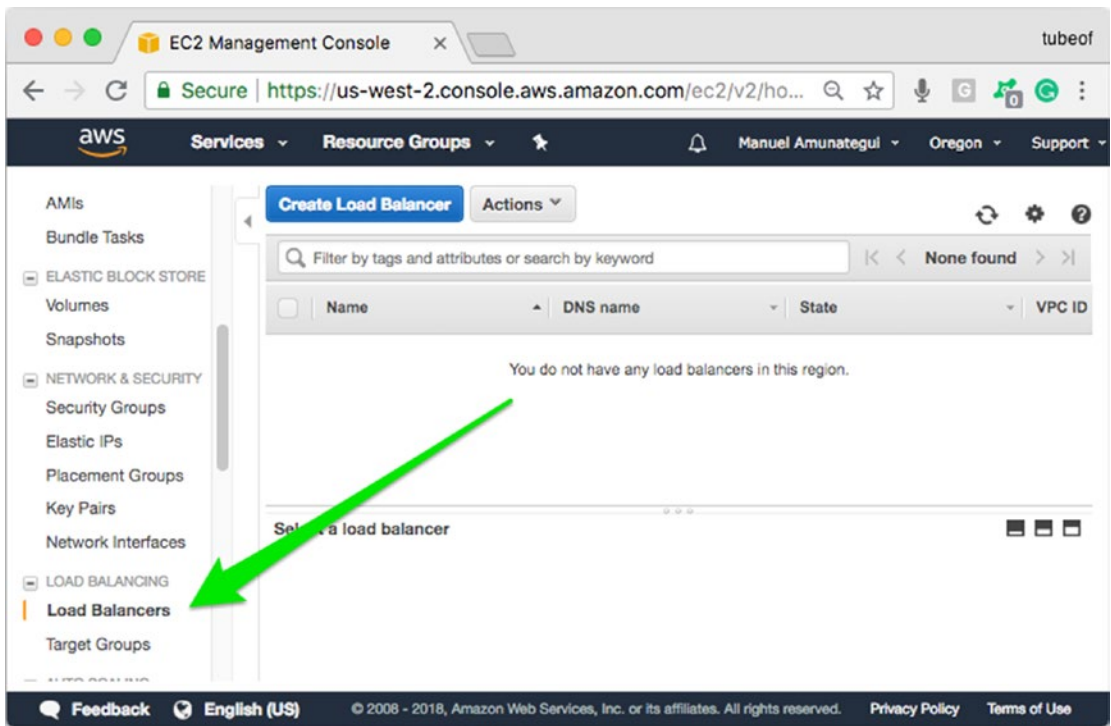 EC2 Management Console
tubeof
Secure https://us-west-2.console.aws.amazon.com/ec2/v2/ho...
G
0
G
aws Services Resource Groups Manuel Amunategui Oregon Support
AMIs
Bundle Tasks
ELASTIC BLOCK STORE
Volumes
Snapshots
NETWORK & SECURITY
Security Groups
Elastic IPs
Placement Groups
Key Pairs
Network Interfaces
LOAD BALANCING
Load Balancers
Target Groups
Create Load Balancer Actions
Filter by tags and attributes or search by keyword None found
Name DNS name State VPC ID
You do not have any load balancers in this region.
a load balancer
Feedback English (US) © 2008 - 2018, Amazon Web Services, Inc. or its affiliates. All rights reserved. Privacy Policy Terms of Use